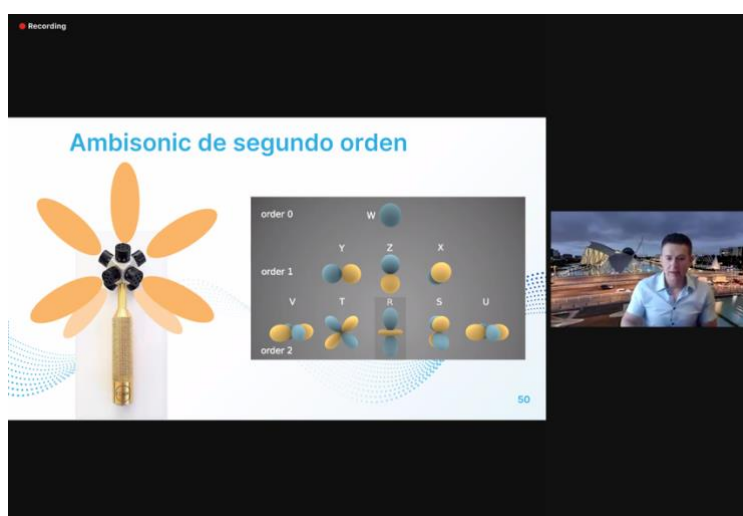 Recording
Ambisonic de segundo orden
order 0
W
Y Z X
order 1
V T R S U
order 2
50